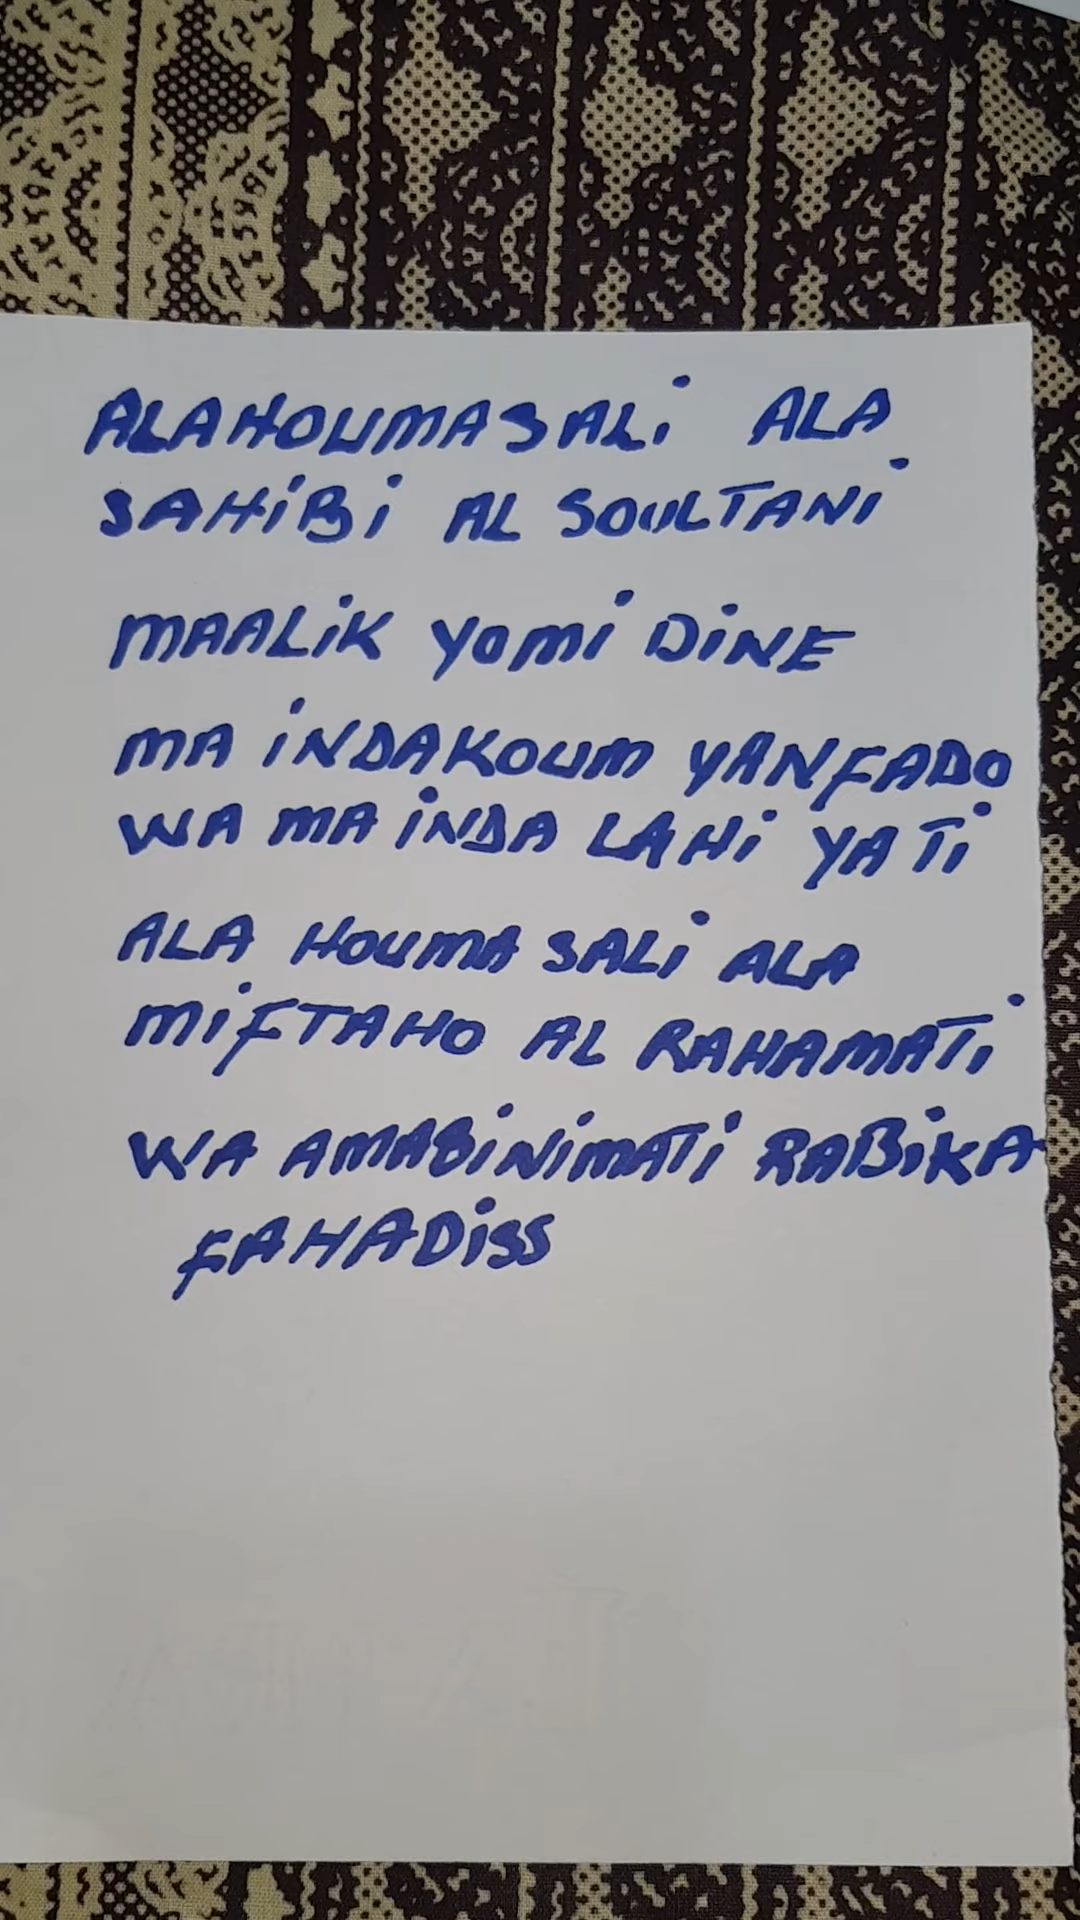 ALAHOUMASALi ALA
SAHiBi AL SOULTANi
MAALiK YOMi DiNE
MA iNDAKOUM YANFADO
WA MA iNDA LAHi YATi
ALA HOUMA SALi ALA
MiFTAHO AL RAHAMATi
WA AMABiNiMATi RABiKA
FAHADiSS